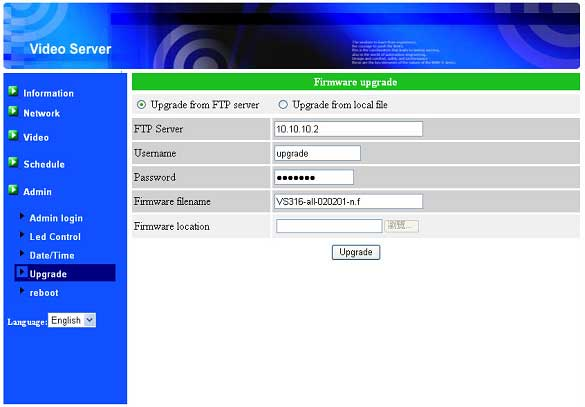 Video Server
Information
Network
Video
Schedule
Admin
Admin login
Led Control
Date/Time
Upgrade
reboot
Language: English
Firmware upgrade
Upgrade from FTP server Upgrade from local file
FTP Server 10.10.10.2
Username upgrade
Password ●●●●●●●
Firmware filename VS316-all-020201-n.f
Firmware location 瀏覽...
Upgrade